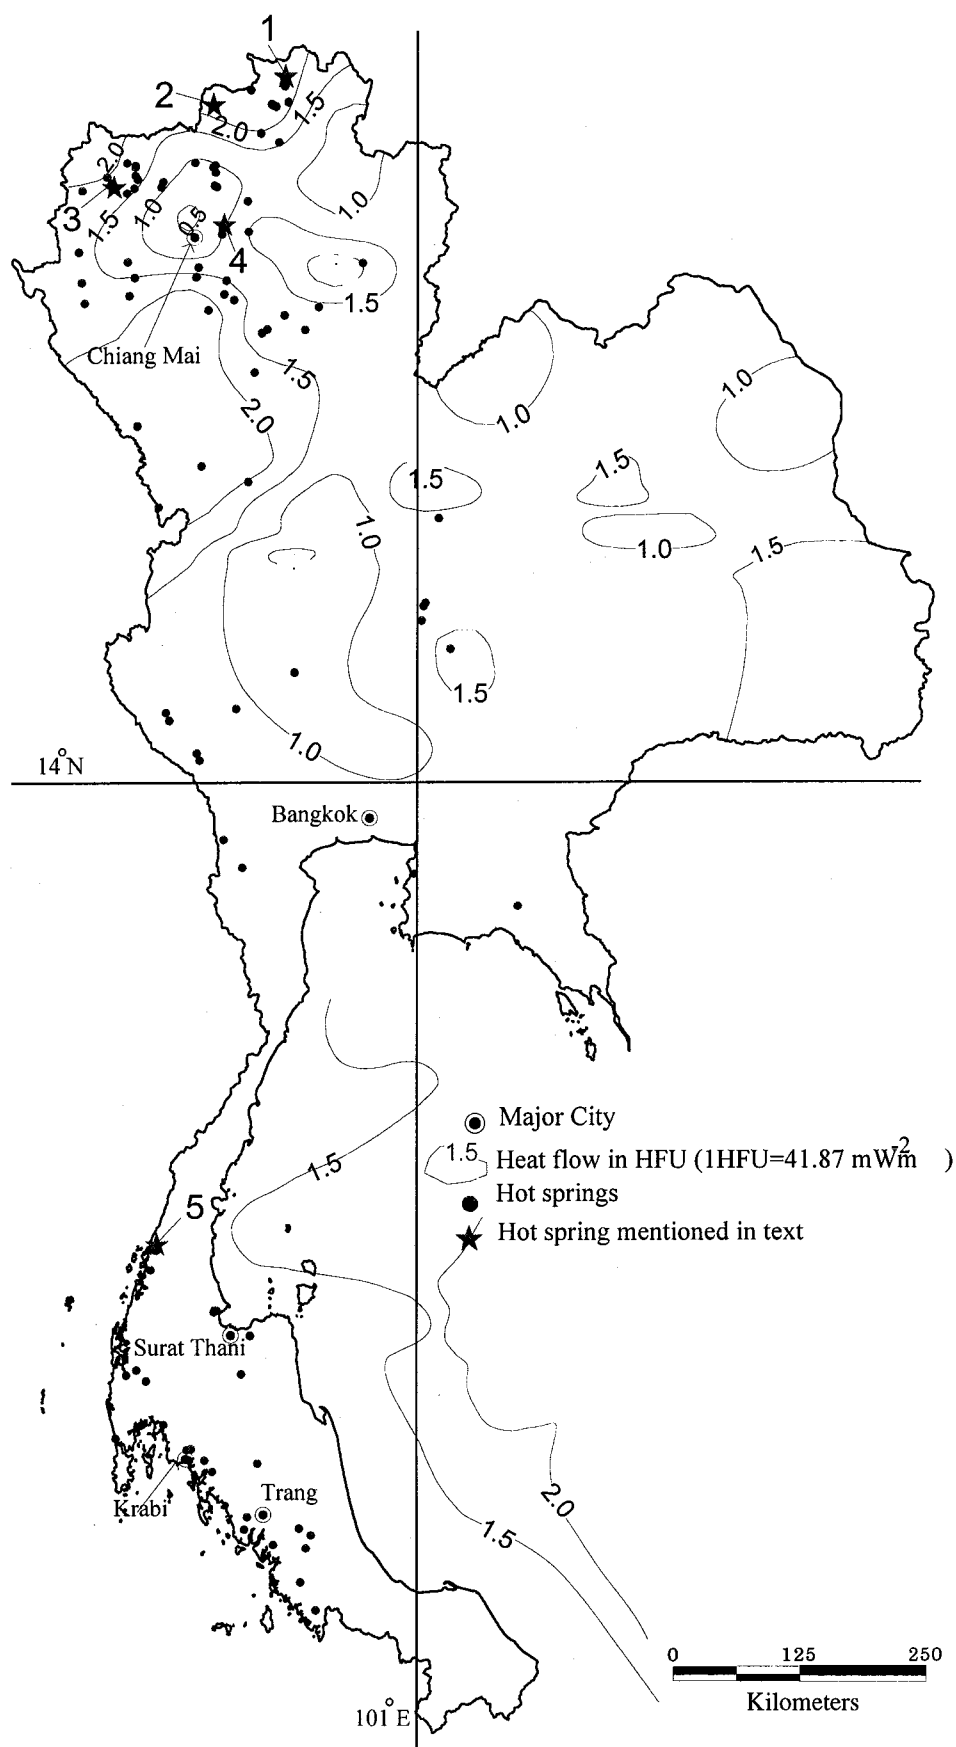 1
2
1.5
2.0
2.0
3
1.5
1.0
0.5
1.0
4
1.5
Chiang Mai
1.5
2.0
1.0
1.0
1.5
1.5
1.0
1.0
1.5
1.5
1.0
14°N
Bangkok
Major City
1.5
Heat flow in HFU (1HFU=41.87 mWm-2)
1.5
Hot springs
5
Hot spring mentioned in text
Surat Thani
Krabi
Trang
2.0
1.5
0 125 250
Kilometers
101°E